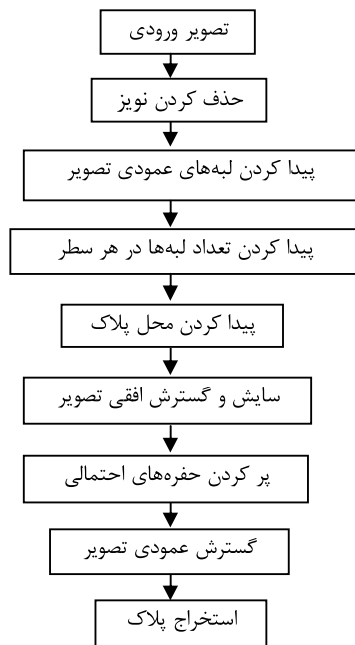 تصویر ورودی
حذف کردن نویز
پیدا کردن لبه‌های عمودی تصویر
پیدا کردن تعداد لبه‌ها در هر سطر
پیدا کردن محل پلاک
سایش و گسترش افقی تصویر
پر کردن حفره‌های احتمالی
گسترش عمودی تصویر
استخراج پلاک